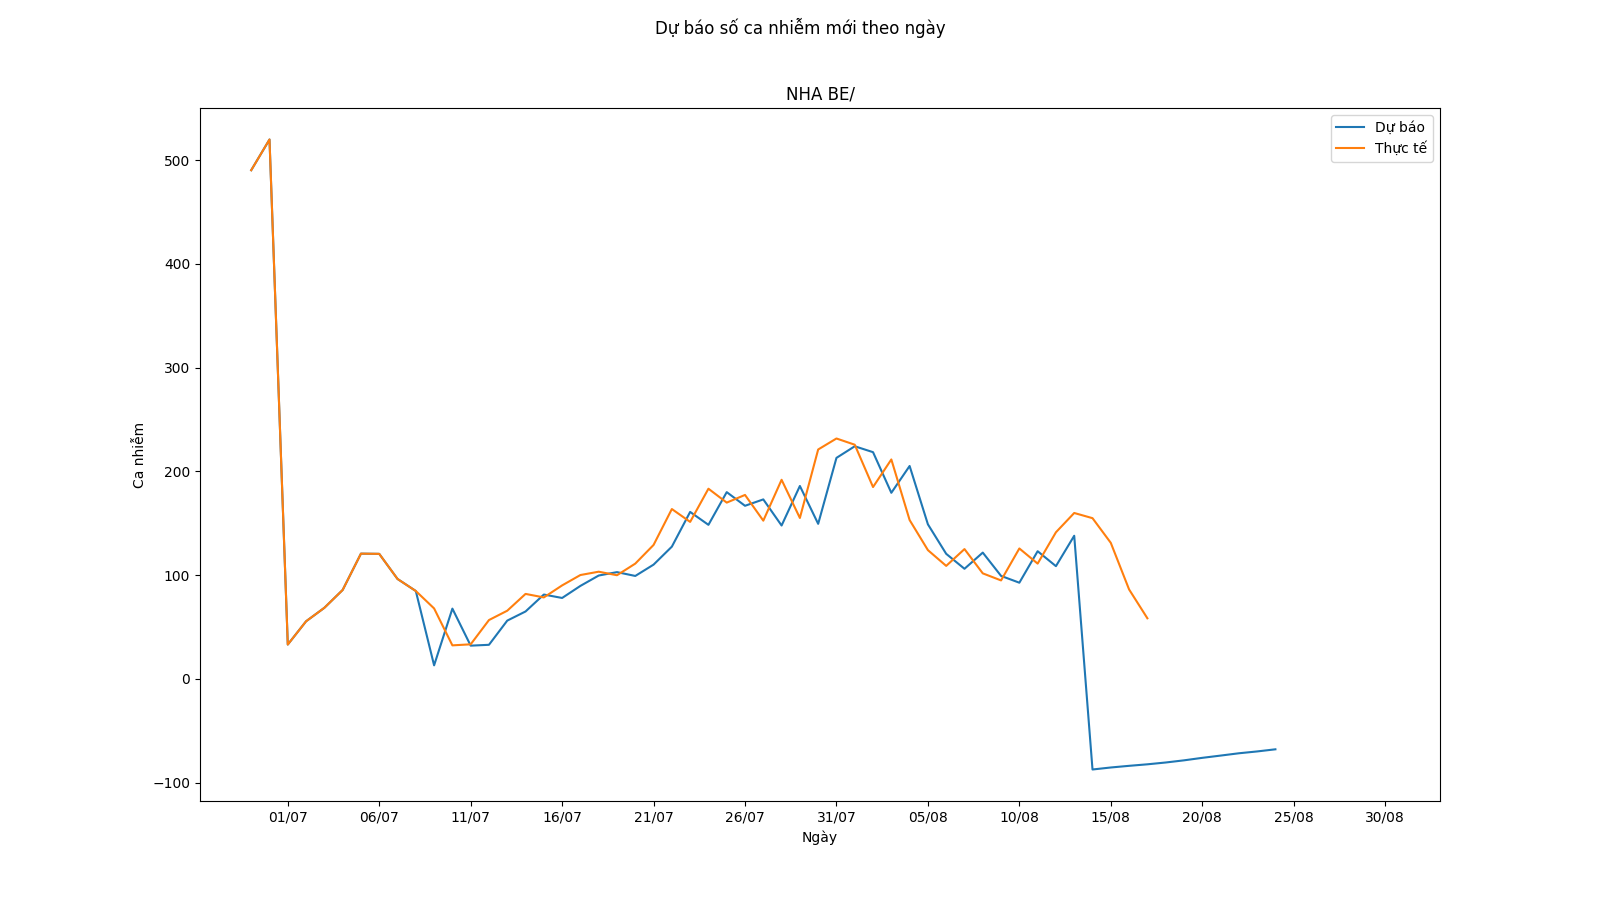 Dự báo số ca nhiễm mới theo ngày
NHA BE/
Dự báo
Thực tế
500
400
300
200
100
0
−100
Ca nhiễm
01/07 06/07 11/07 16/07 21/07 26/07 31/07 05/08 10/08 15/08 20/08 25/08 30/08
Ngày